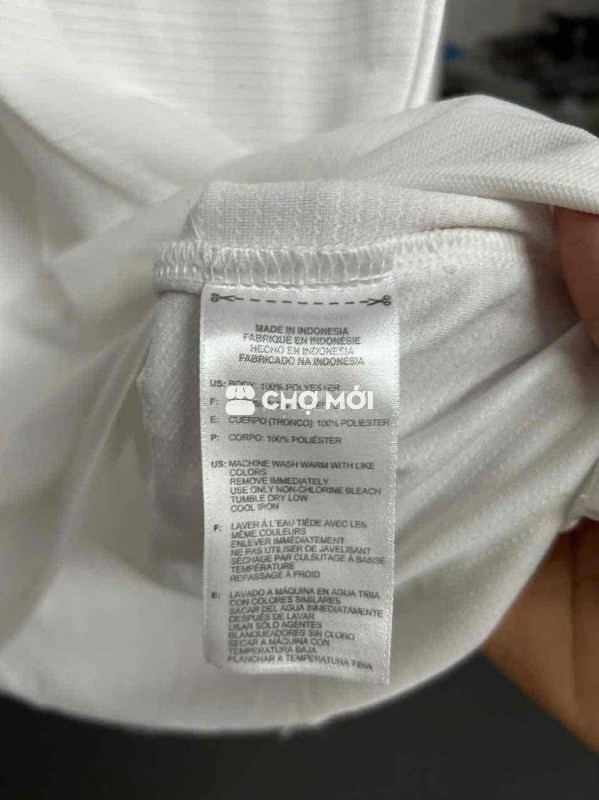 MADE IN INDONESIA
FABRIQUE EN INDONESIE
HECHO EN INDONESIA
FABRICADO NA INDONESIA
US: BODY: 100% POLYESTER
CHỢ MỚI
F:
E: CUERPO (TRONCO): 100% POLIESTER
P: CORPO: 100% POLIÉSTER
US: MACHINE WASH WARM WITH LIKE
COLORS
REMOVE IMMEDIATELY
USE ONLY NON-CHLORINE BLEACH
TUMBLE DRY LOW
COOL IRON
F: LAVER À L'EAU TIÈDE AVEC LES
MÊME COULEURS
ENLEVER IMMÉDIATEMENT
NE PAS UTILISER DE JAVELISANT
SÉCHAGE PAR CULBUTAGE À BASSE
TEMPÉRATURE
REPASSAGE À FROID
E: LAVADO A MÁQUINA EN AGUA TIBIA
CON COLORES SIMILARES
SACAR DEL AGUA INMEDIATAMENTE
DESPUÉS DE LAVAR
USAR SÓLO AGENTES
BLANQUEADORES SIN CLORO
SECAR A MÁQUINA CON
TEMPERATURA BAJA
PLANCHAR A TEMPERATURA TIBIA